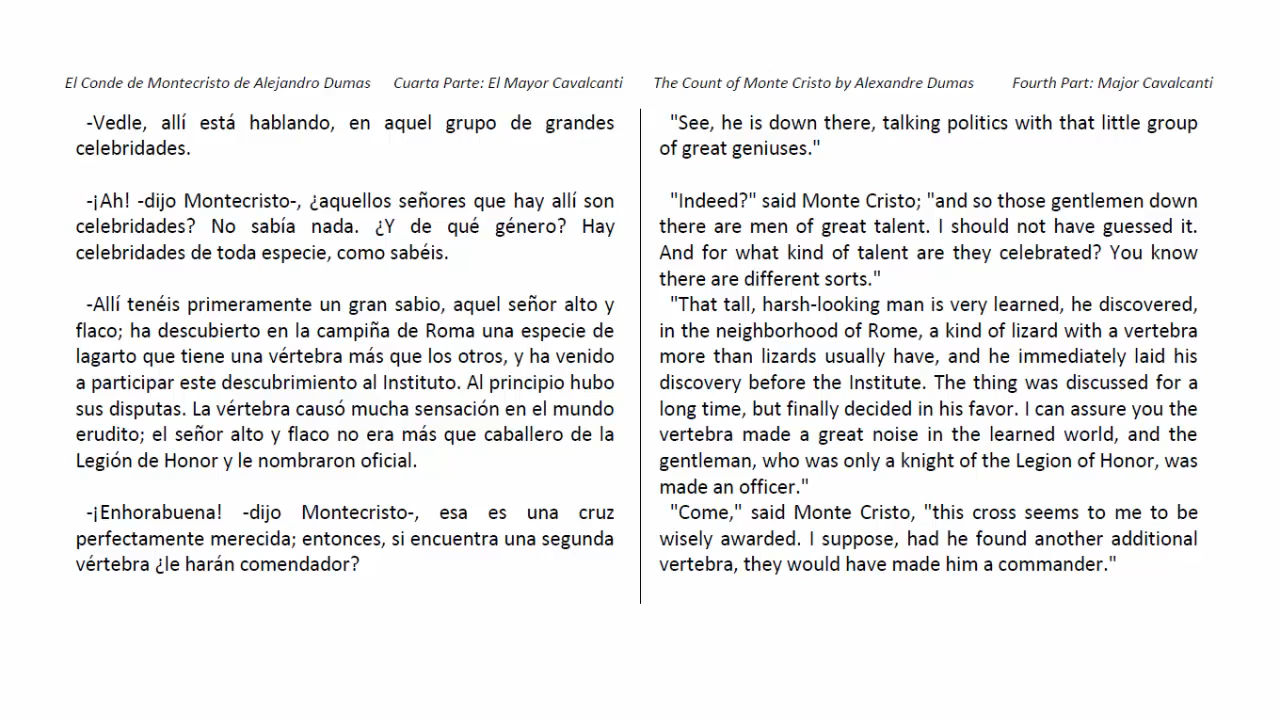 El Conde de Montecristo de Alejandro Dumas Cuarta Parte: El Mayor Cavalcanti
-Vedle, allí está hablando, en aquel grupo de grandes
celebridades.
-¡Ah! -dijo Montecristo-, ¿aquellos señores que hay allí son
celebridades? No sabía nada. ¿Y de qué género? Hay
celebridades de toda especie, como sabéis.
-Allí tenéis primeramente un gran sabio, aquel señor alto y
flaco; ha descubierto en la campiña de Roma una especie de
lagarto que tiene una vértebra más que los otros, y ha venido
a participar este descubrimiento al Instituto. Al principio hubo
sus disputas. La vértebra causó mucha sensación en el mundo
erudito; el señor alto y flaco no era más que caballero de la
Legión de Honor y le nombraron oficial.
-¡Enhorabuena! -dijo Montecristo-, esa es una cruz
perfectamente merecida; entonces, si encuentra una segunda
vértebra ¿le harán comendador?
The Count of Monte Cristo by Alexandre Dumas Fourth Part: Major Cavalcanti
"See, he is down there, talking politics with that little group
of great geniuses."
"Indeed?" said Monte Cristo; "and so those gentlemen down
there are men of great talent. I should not have guessed it.
And for what kind of talent are they celebrated? You know
there are different sorts."
"That tall, harsh-looking man is very learned, he discovered,
in the neighborhood of Rome, a kind of lizard with a vertebra
more than lizards usually have, and he immediately laid his
discovery before the Institute. The thing was discussed for a
long time, but finally decided in his favor. I can assure you the
vertebra made a great noise in the learned world, and the
gentleman, who was only a knight of the Legion of Honor, was
made an officer."
"Come," said Monte Cristo, "this cross seems to me to be
wisely awarded. I suppose, had he found another additional
vertebra, they would have made him a commander."